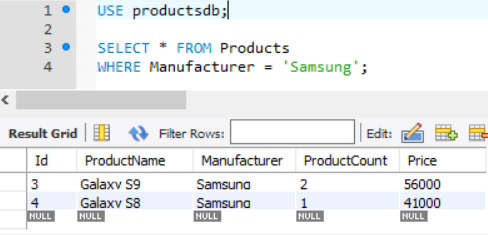 1 USE productsdb;
2
3 SELECT * FROM Products
4 WHERE Manufacturer = 'Samsung';
Result Grid Filter Rows: Edit:
Id ProductName Manufacturer ProductCount Price
3 Galaxy S9 Samsung 2 56000
4 Galaxy S8 Samsung 1 41000
NULL NULL NULL NULL NULL